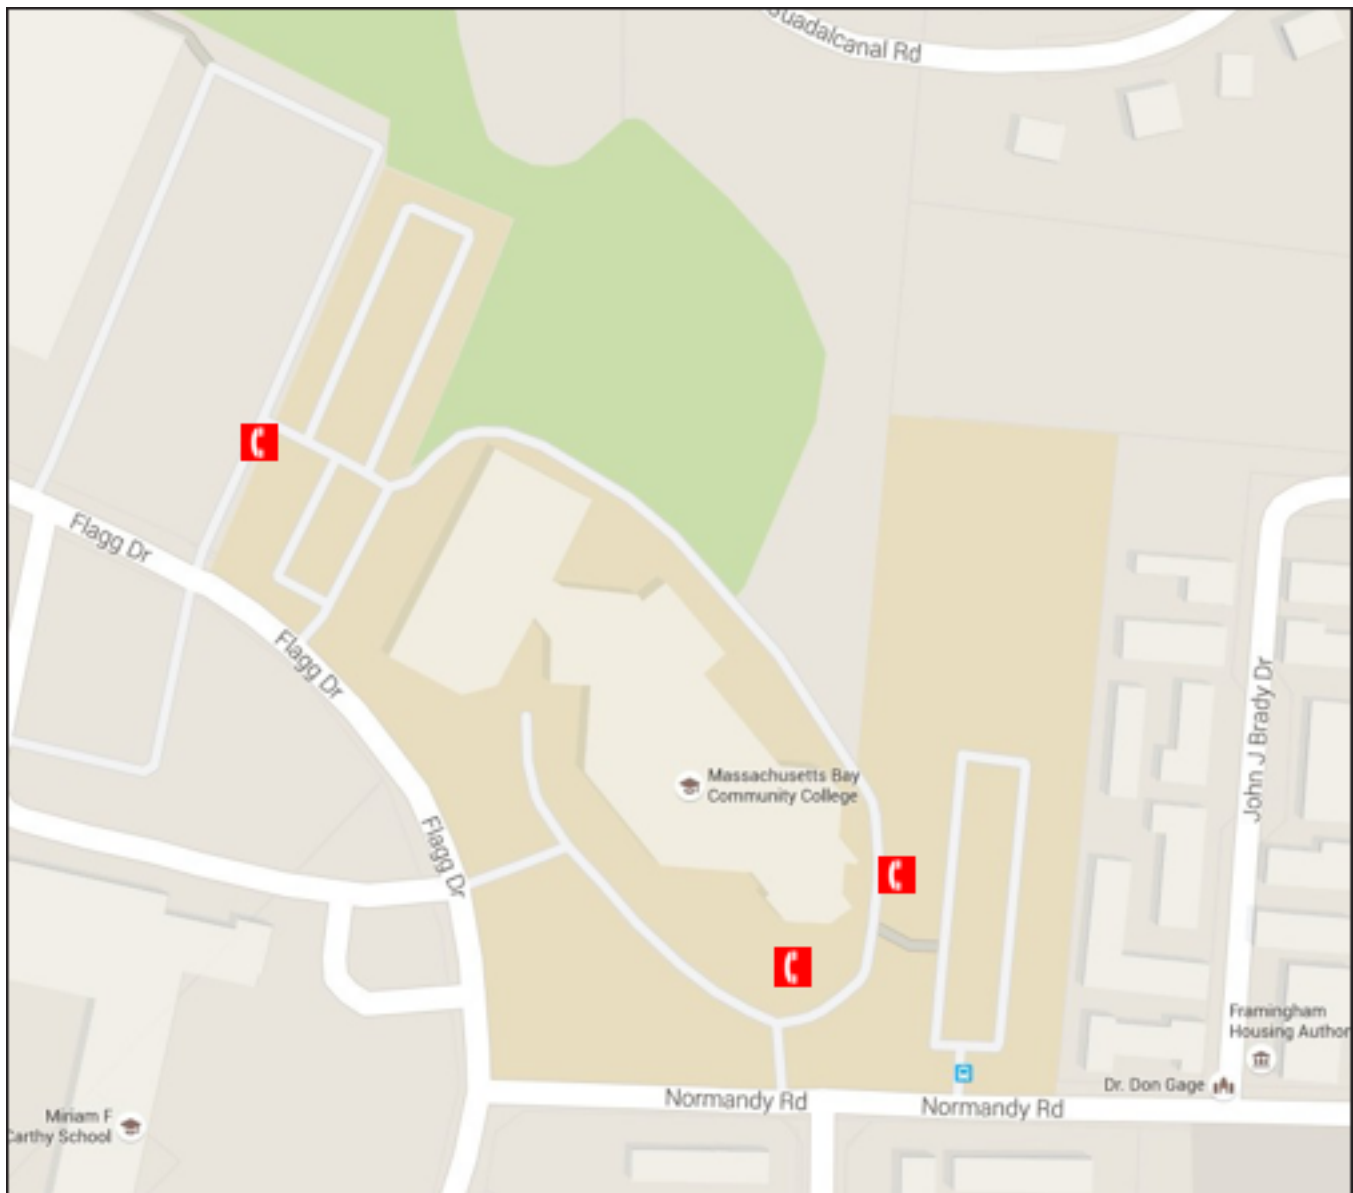 Guadalcanal Rd
Flagg Dr
Flagg Dr
John J Brady Dr
Massachusetts Bay
Community College
Flagg Dr
Framingham
Housing Author
Dr. Don Gage
Normandy Rd
Normandy Rd
Miriam F
Carthy School